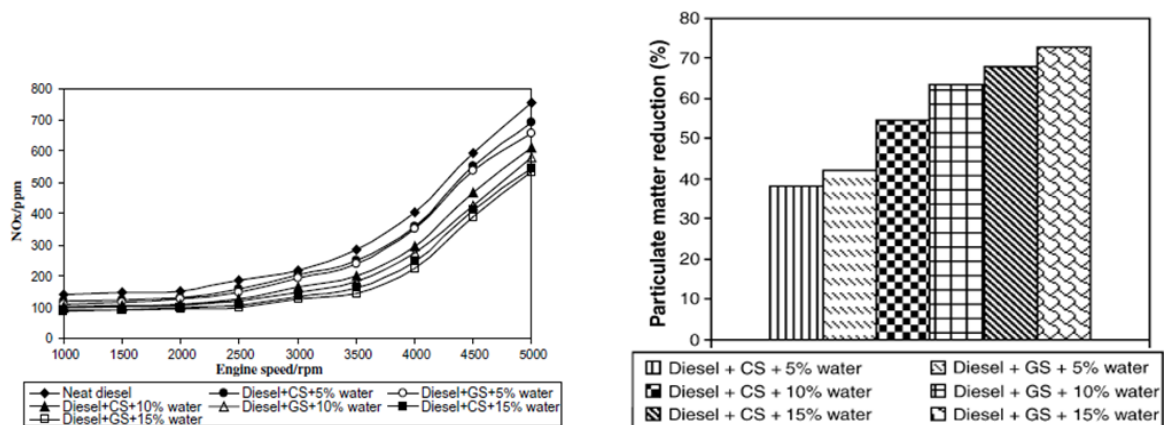 NOx/ppm
800
700
600
500
400
300
200
100
0
1000 1500 2000 2500 3000 3500 4000 4500 5000
Engine speed/rpm
Neat diesel Diesel+CS+5% water Diesel+GS+5% water
Diesel+CS+10% water Diesel+GS+10% water Diesel+CS+15% water
Diesel+GS+15% water
Particulate matter reduction (%)
80
70
60
50
40
30
20
10
0
Diesel + CS + 5% water Diesel + GS + 5% water
Diesel + CS + 10% water Diesel + GS + 10% water
Diesel + CS + 15% water Diesel + GS + 15% water